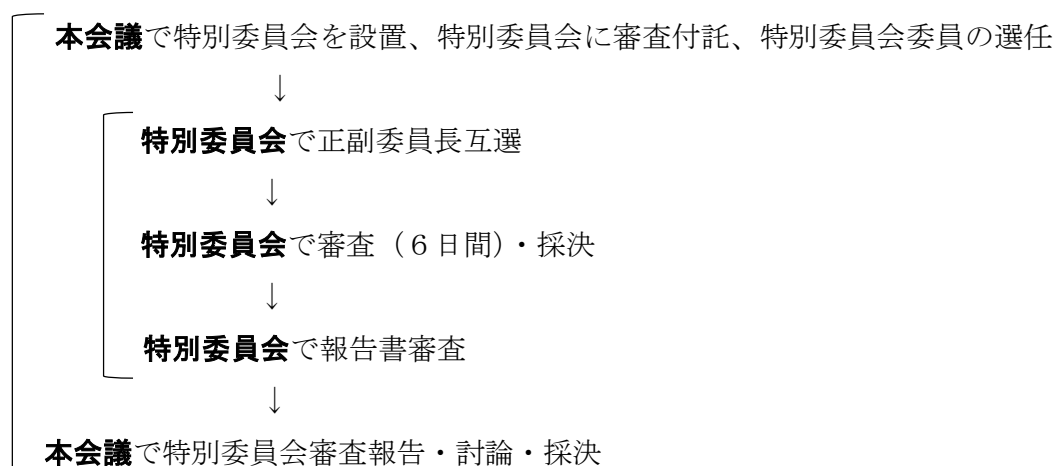 本会議で特別委員会を設置、特別委員会に審査付託、特別委員会委員の選任
↓
特別委員会で正副委員長互選
↓
特別委員会で審査（６日間）・採決
↓
特別委員会で報告書審査
↓
本会議で特別委員会審査報告・討論・採決